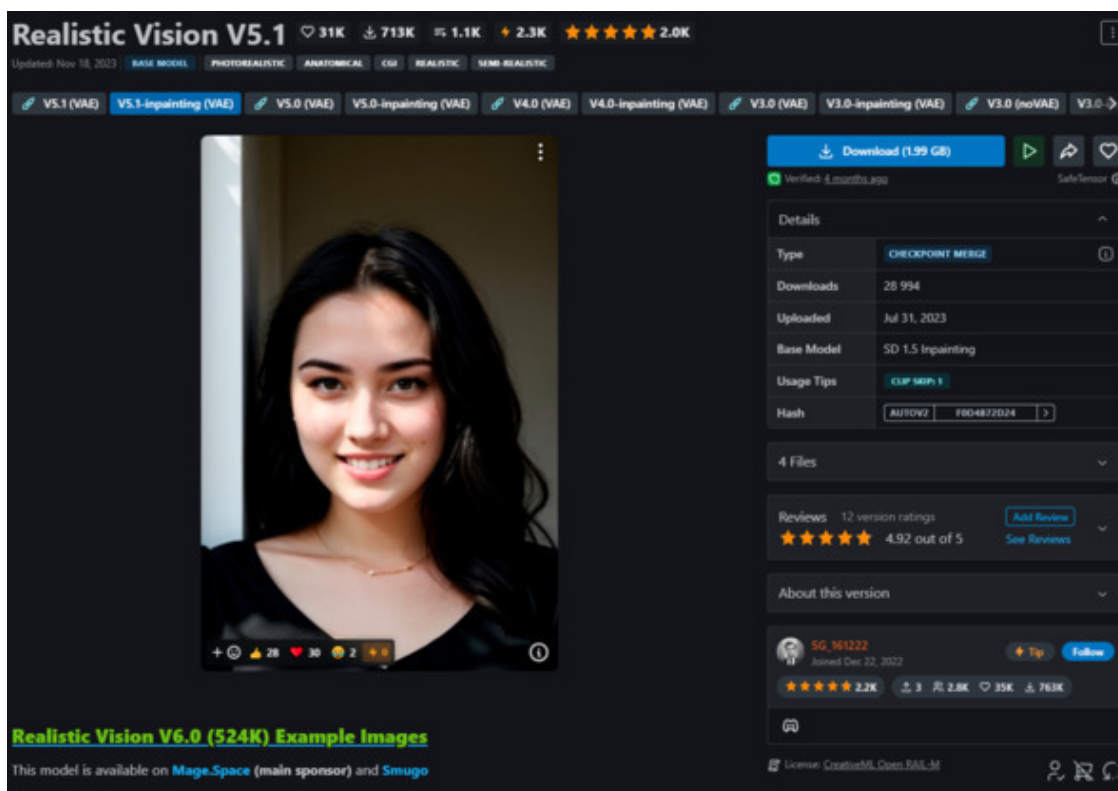 Realistic Vision V5.1 31K 713K 1.1K 2.3K 2.0K
Updated: Nov 18, 2023 BASE MODEL PHOTOREALISTIC ANATOMICAL CGI REALISTIC SEMI-REALISTIC
V5.1 (VAE) V5.1-inpainting (VAE) V5.0 (VAE) V5.0-inpainting (VAE) V4.0 (VAE) V4.0-inpainting (VAE) V3.0 (VAE) V3.0-inpainting (VAE) V3.0 (noVAE) V3.0-
Download (1.99 GB)
Verified: 4 months ago SafeTensor
Details
Type CHECKPOINT MERGE
Downloads 28 994
Uploaded Jul 31, 2023
Base Model SD 1.5 Inpainting
Usage Tips CLIP SKIP: 1
Hash AUTOV2 F0D4872D24
4 Files
Reviews 12 version ratings Add Review
4.92 out of 5 See Reviews
About this version
28 30 2 0
SG_161222 Tip Follow
Joined Dec 22, 2022
2.2K 3 2.8K 35K 763K
Realistic Vision V6.0 (524K) Example Images
This model is available on Mage.Space (main sponsor) and Smugo
License: CreativeML Open RAIL-M